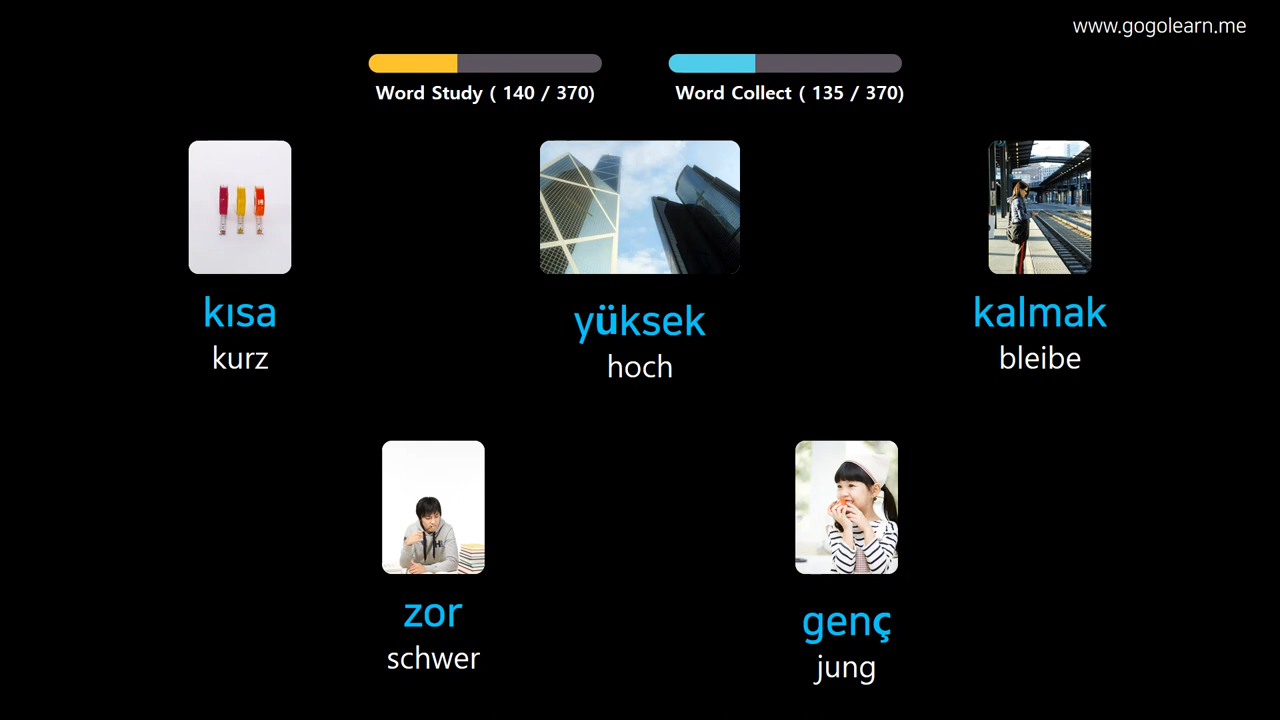 www.gogolearn.me
Word Study ( 140 / 370)
Word Collect ( 135 / 370)
kısa
kurz
yüksek
hoch
kalmak
bleibe
zor
schwer
genç
jung